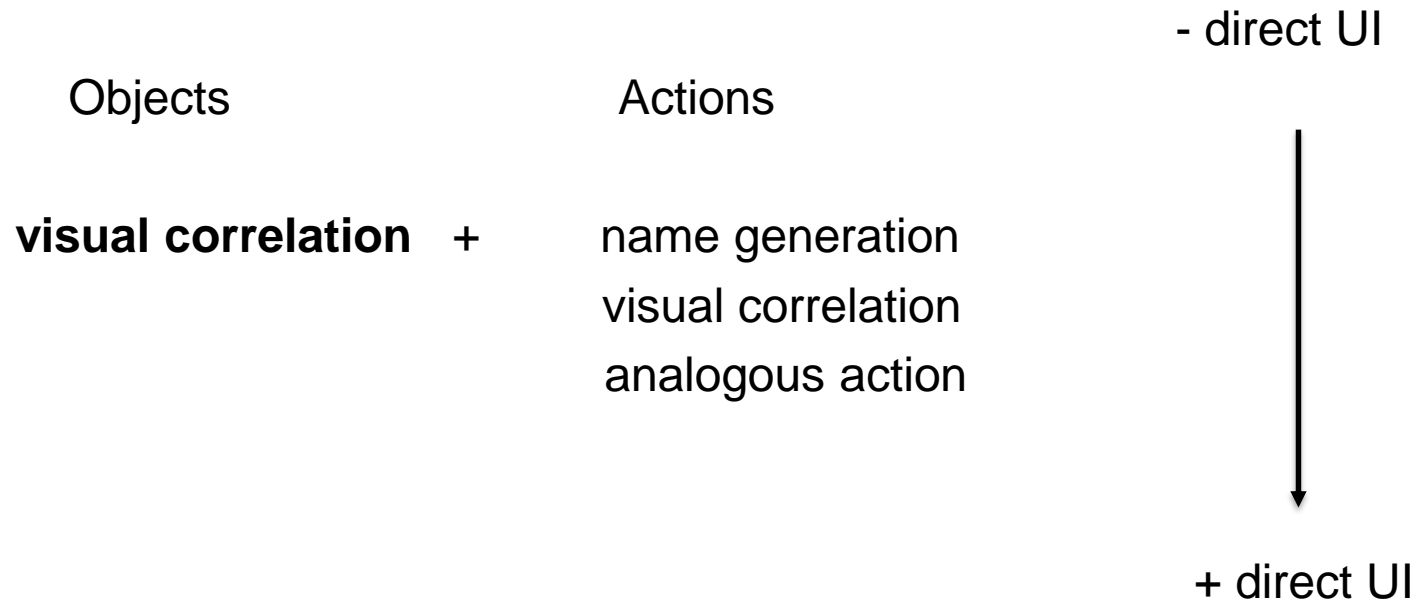 - direct UI
Objects Actions
visual correlation + name generation
visual correlation
analogous action
+ direct UI